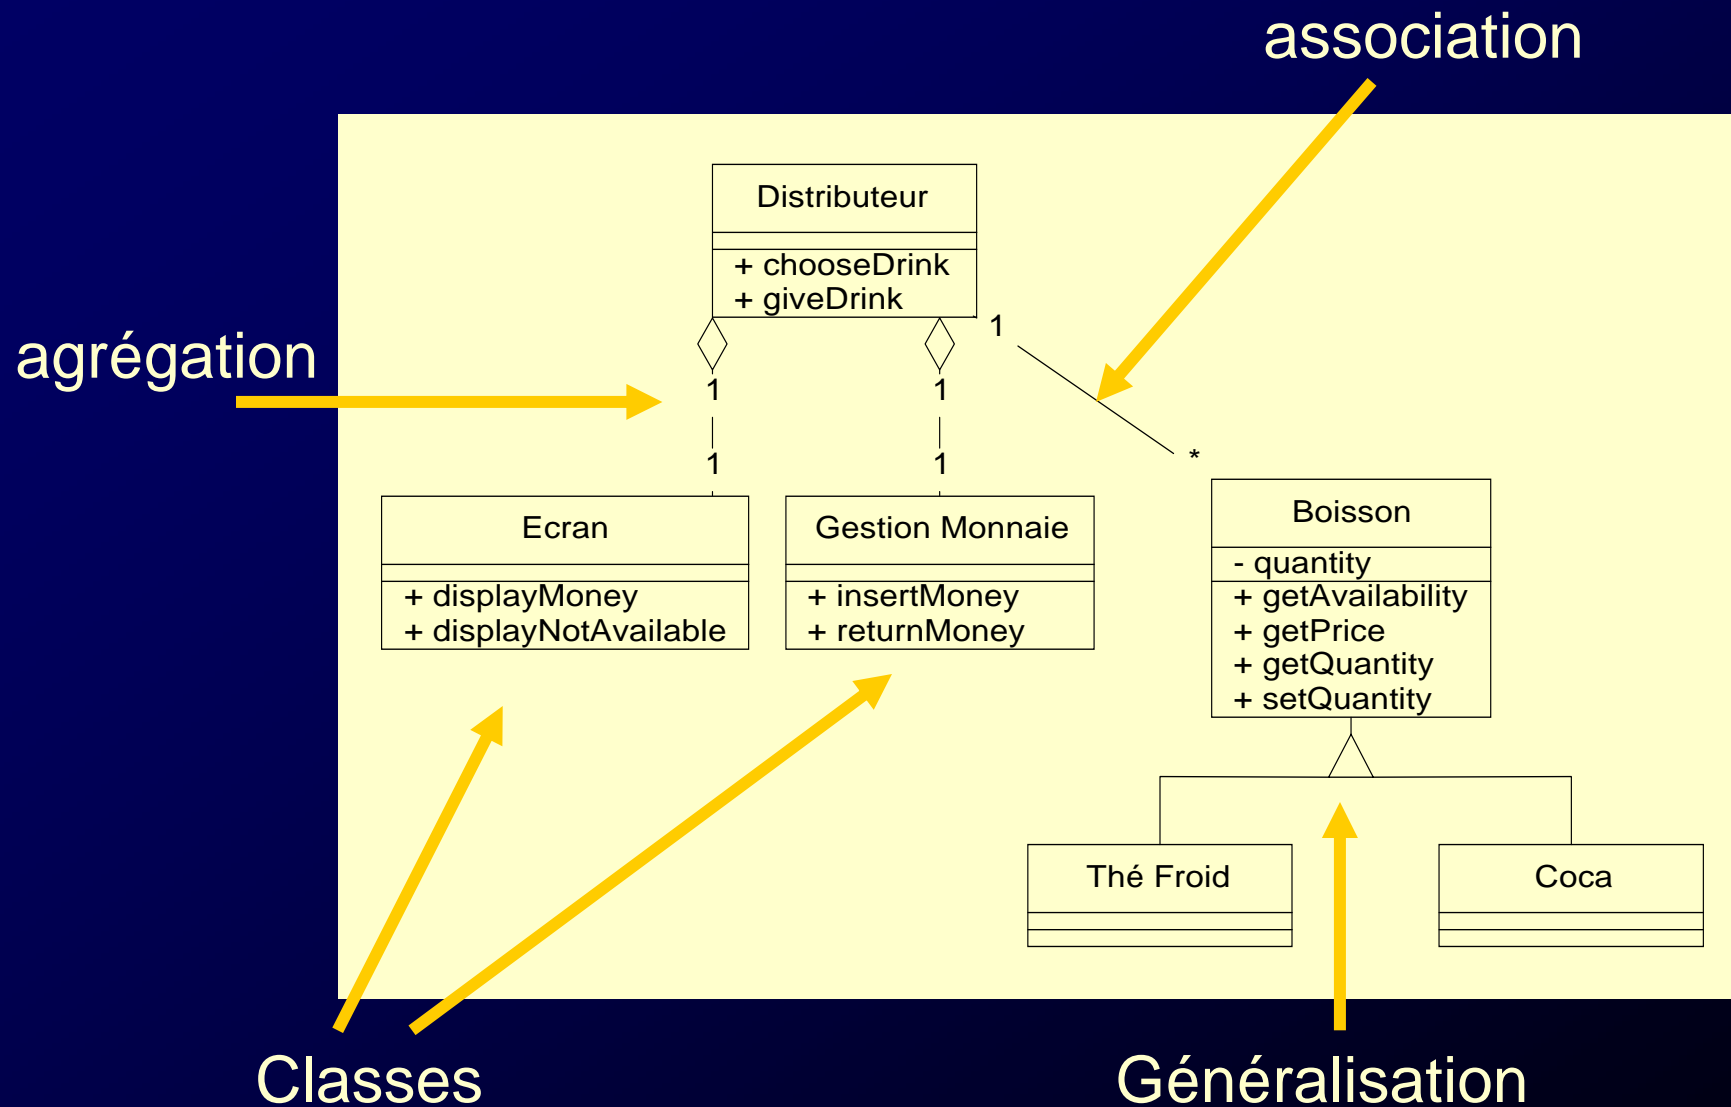 association
Distributeur
+ chooseDrink
+ giveDrink
1
agrégation
1
1
1
1
*
Ecran
+ displayMoney
+ displayNotAvailable
Gestion Monnaie
+ insertMoney
+ returnMoney
Boisson
- quantity
+ getAvailability
+ getPrice
+ getQuantity
+ setQuantity
Thé Froid
Coca
Classes
Généralisation